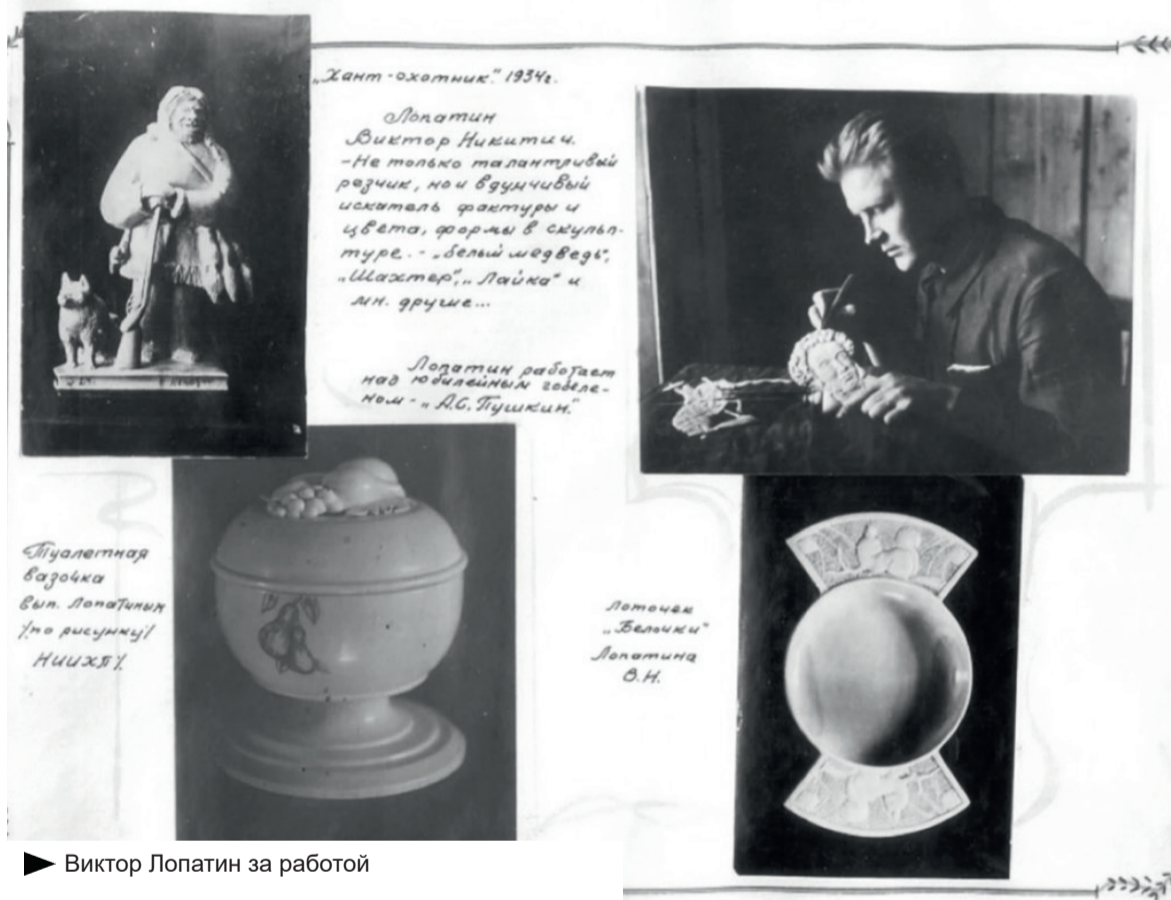 „Хант-охотник". 1934г.
Лопатин
Виктор Никитич.
-Не только талантливый
резчик, но и вдумчивый
искатель фактуры и
цвета, формы в скульп-
туре. - „белый медведь",
„Шахтер", „Лайка" и
мн. другие...
Лопатин работает
над юбилейным гобеле-
ном - „А.С. Пушкин."
Туалетная
вазочка
вып. Лопатиным
/по рисунку/
НИИХП/.
Лоточек
„Белочки"
Лопатина
В.Н.
Виктор Лопатин за работой